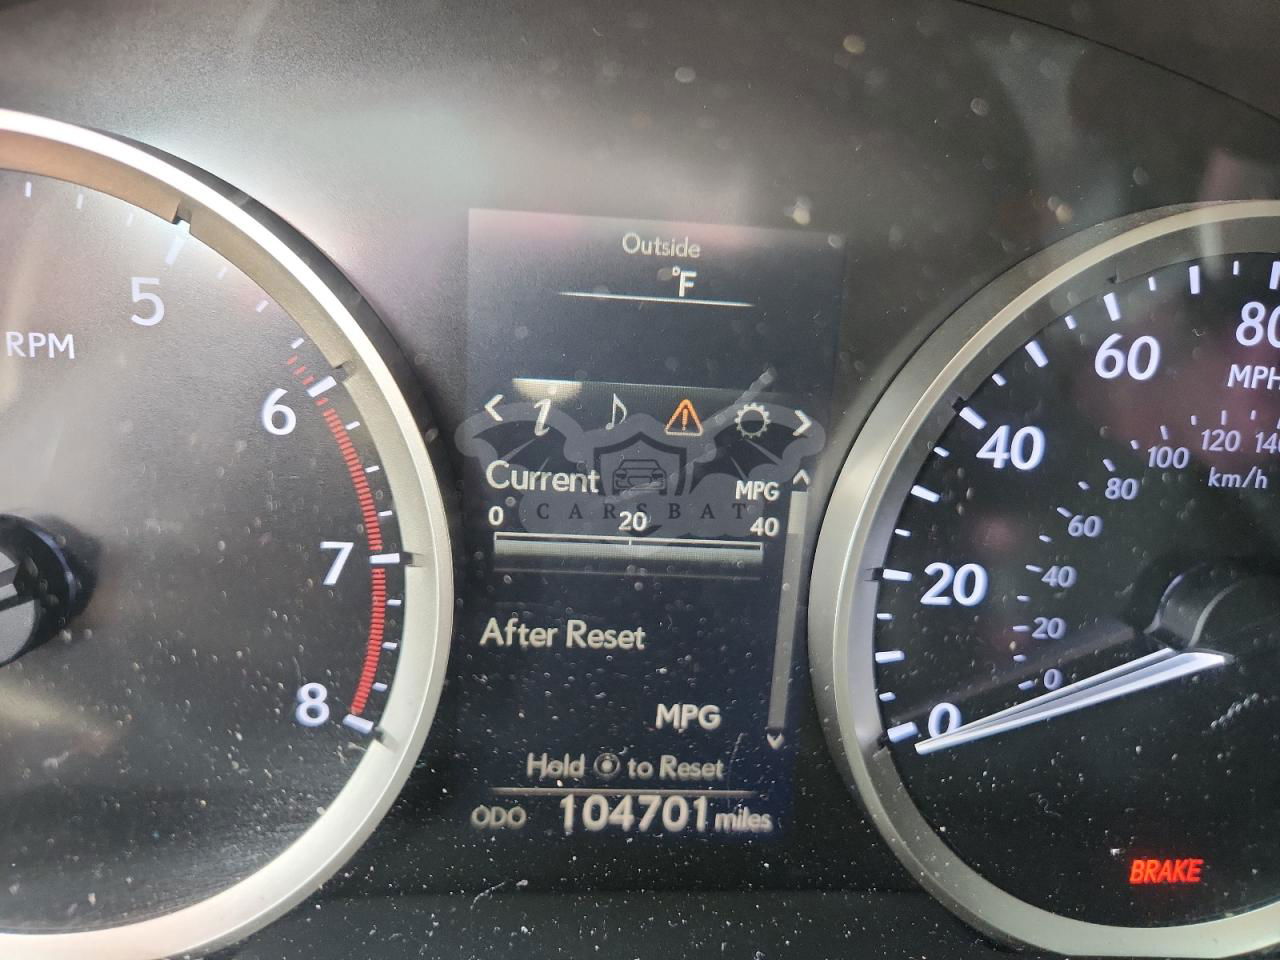 5
RPM
6
7
8
Outside
°F
i
Current
MPG
0 20 40
CARSBAT
After Reset
MPG
Hold to Reset
ODO 104701 miles
80
60
MPH
40
20
0
120
100
km/h
80
60
40
20
0
BRAKE